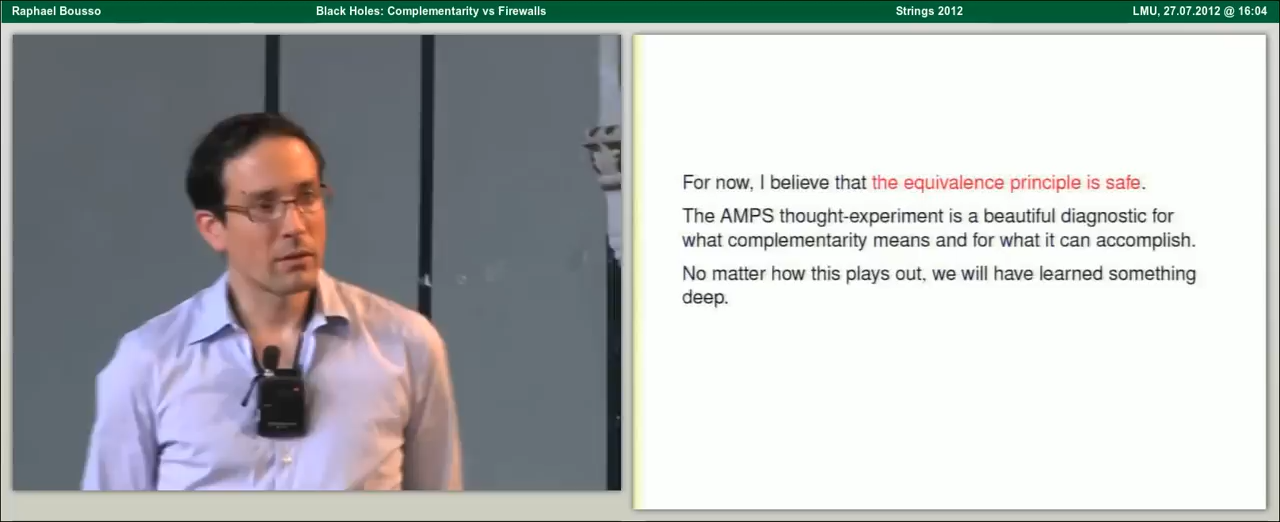 Raphael Bousso Black Holes: Complementarity vs Firewalls Strings 2012 LMU, 27.07.2012 @ 16:04
For now, I believe that the equivalence principle is safe.
The AMPS thought-experiment is a beautiful diagnostic for
what complementarity means and for what it can accomplish.
No matter how this plays out, we will have learned something
deep.